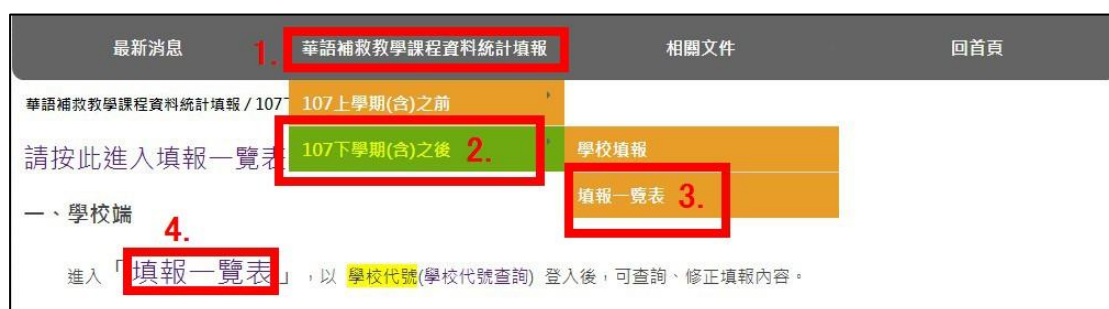 最新消息 1. 華語補救教學課程資料統計填報 相關文件 回首頁
華語補救教學課程資料統計填報 / 107 107上學期(含)之前
請按此進入填報一覽表 107下學期(含)之後 2. 學校填報
填報一覽表 3.
一、學校端
4.
進入「填報一覽表」,以 學校代號(學校代號查詢) 登入後,可查詢、修正填報內容。